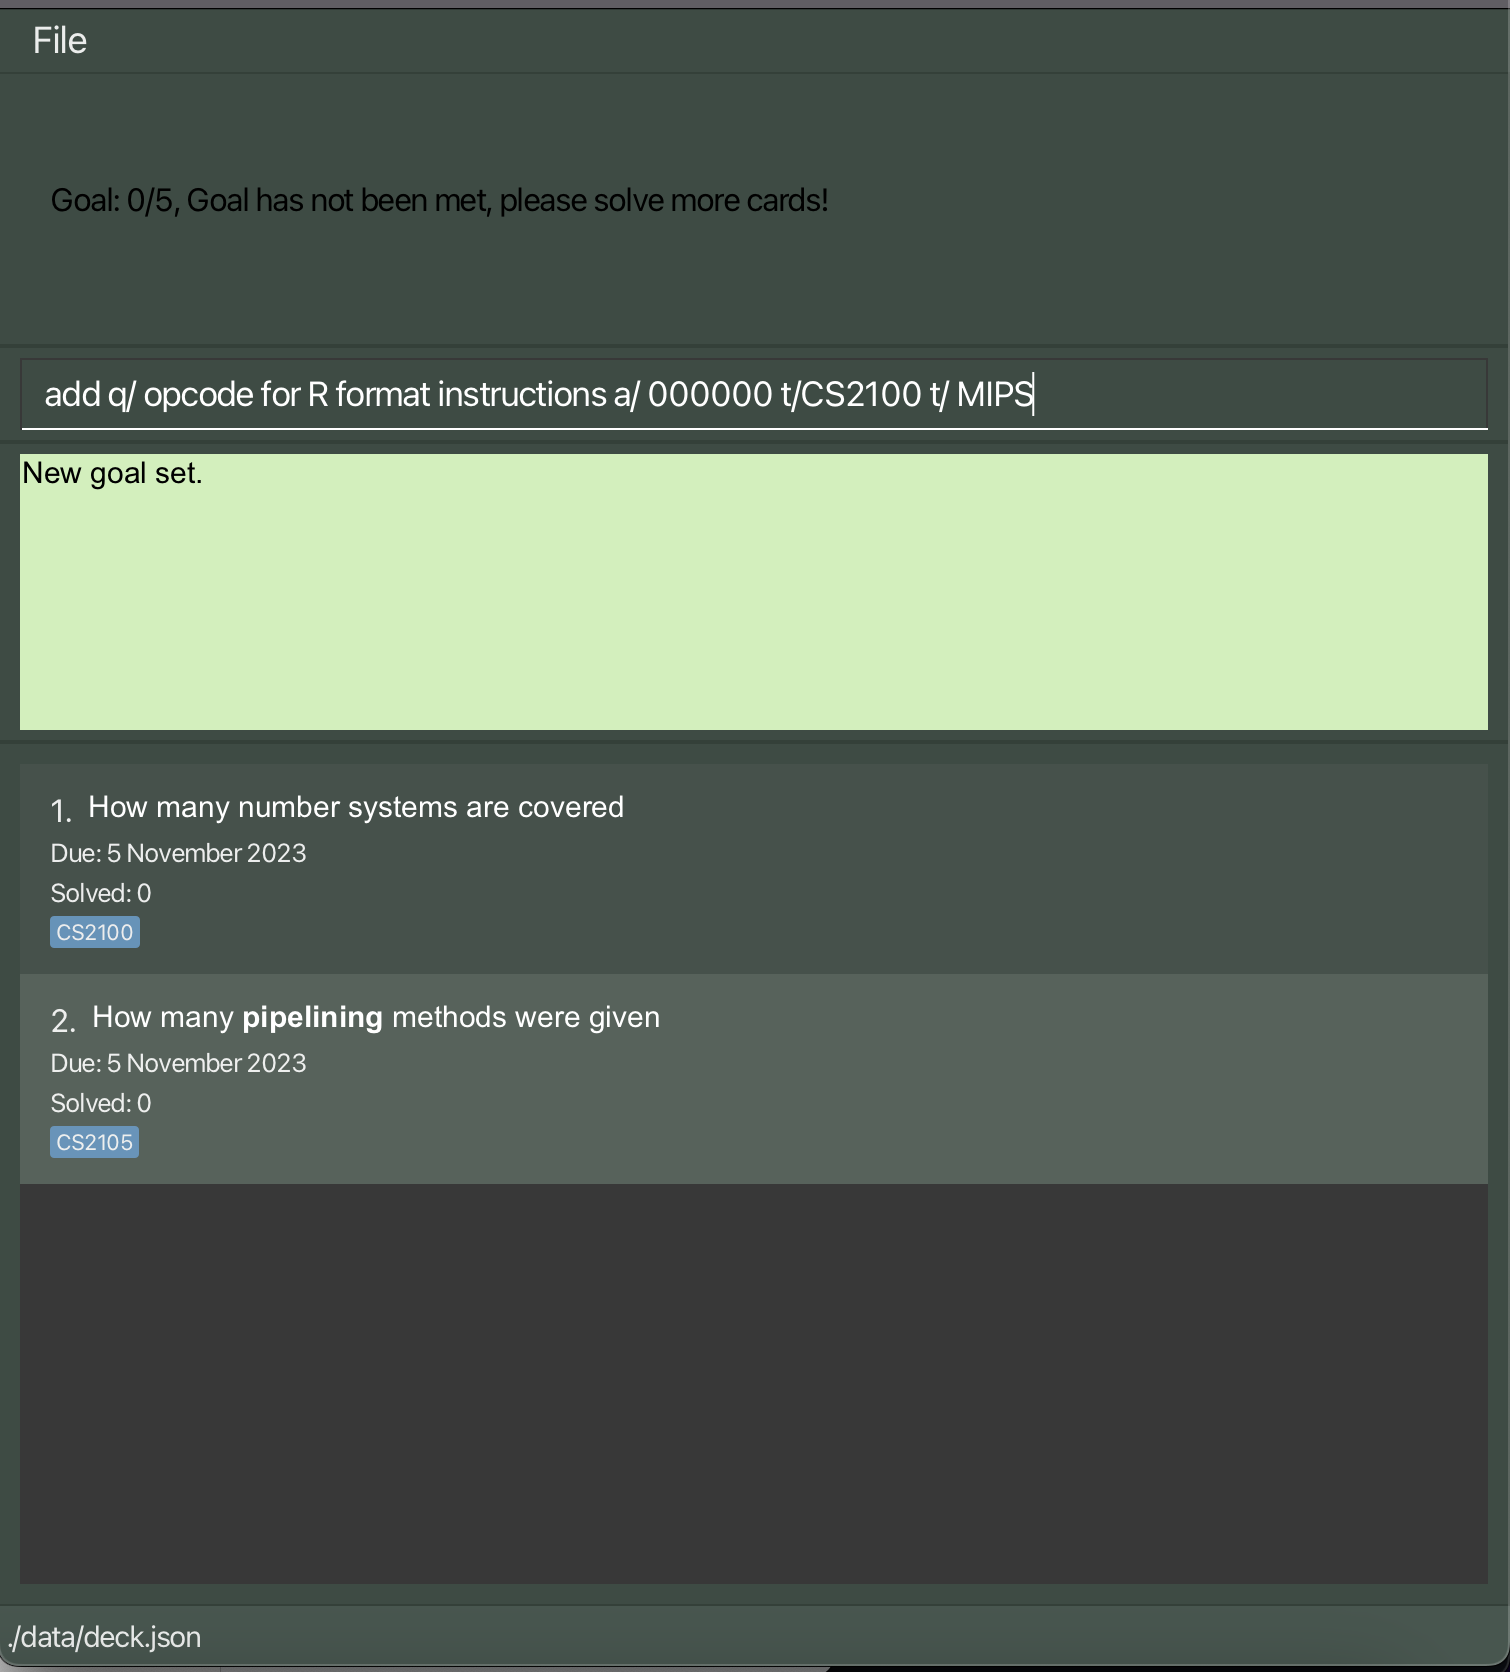 File
Goal: 0/5, Goal has not been met, please solve more cards!
add q/ opcode for R format instructions a/ 000000 t/CS2100 t/ MIPS
New goal set.
1. How many number systems are covered
Due: 5 November 2023
Solved: 0
CS2100
2. How many pipelining methods were given
Due: 5 November 2023
Solved: 0
CS2105
./data/deck.json